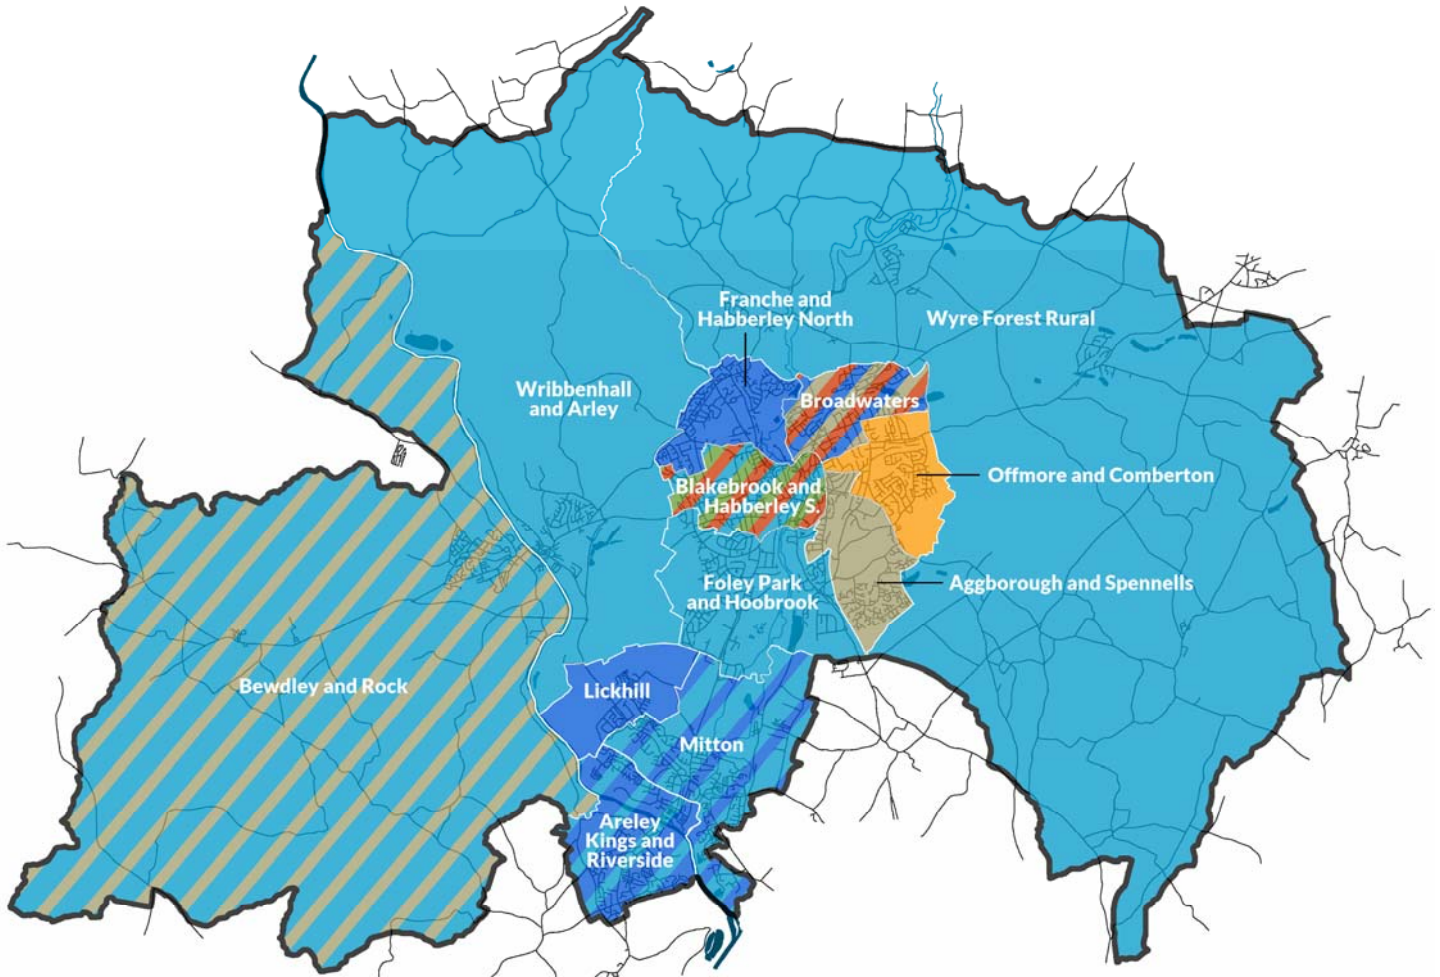 Franche and
Habberley North
Wyre Forest Rural
Wribbenhall
and Arley
Broadwaters
Offmore and Comberton
Blakebrook and
Habberley S.
Foley Park
and Hoobrook
Aggborough and Spennells
Bewdley and Rock
Lickhill
Mitton
Areley
Kings and
Riverside